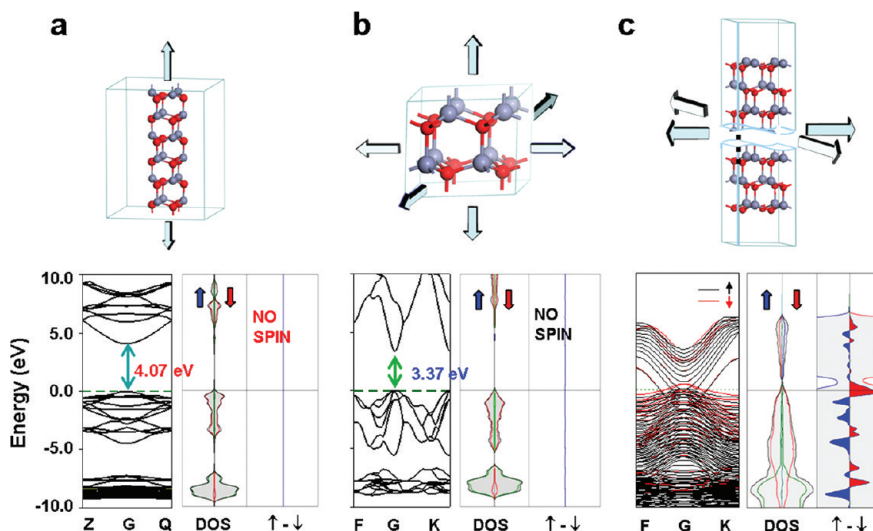 a b c
10.0
5.0
0.0
-5.0
-10.0
Energy (eV)
4.07 eV
NO
SPIN
3.37 eV
NO
SPIN
Z G Q DOS ↑-↓ F G K DOS ↑-↓ F G K DOS ↑-↓